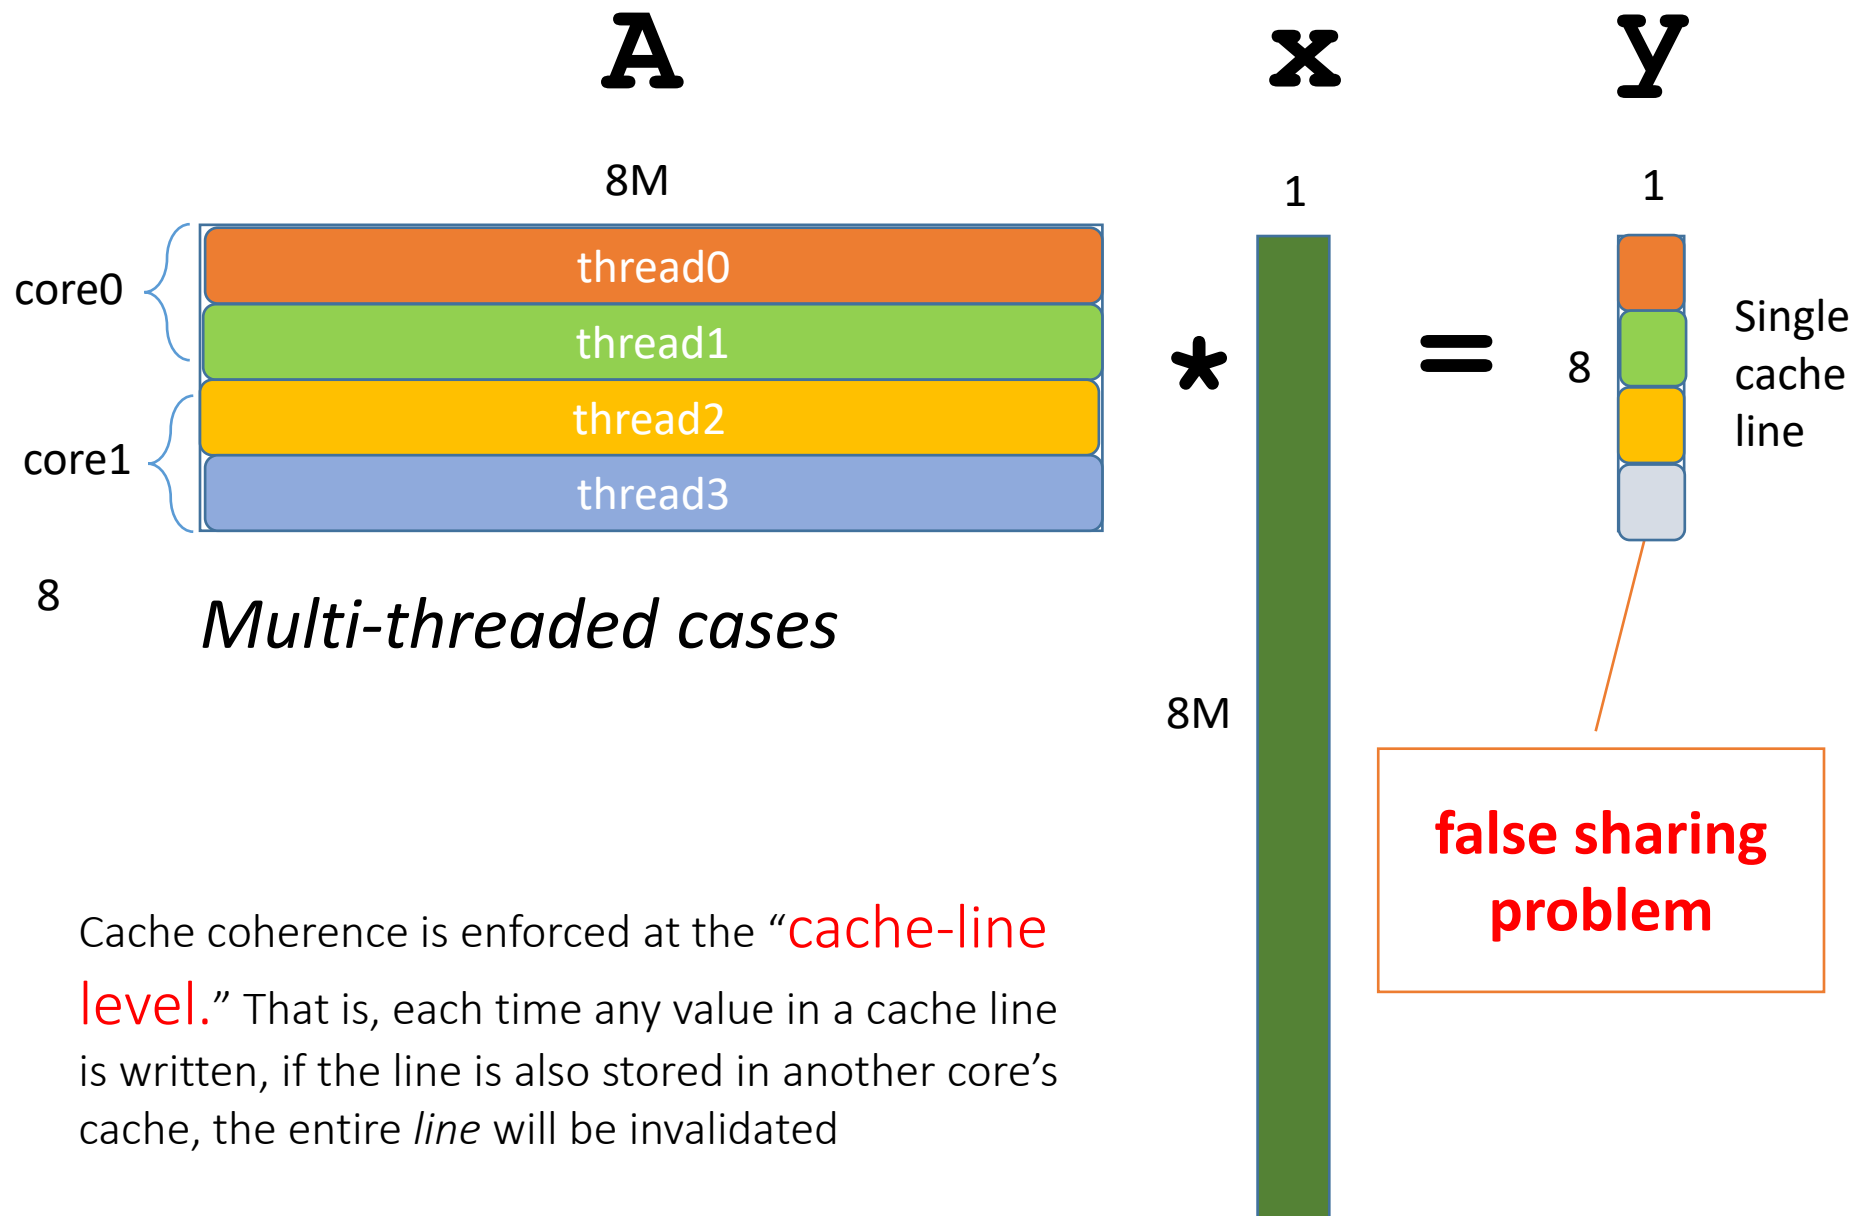 A x y
8M 1 1
core0
thread0
thread1
core1
thread2
thread3
* = 8
Single
cache
line
8
Multi-threaded cases
8M
false sharing
problem
Cache coherence is enforced at the “cache-line
level.” That is, each time any value in a cache line
is written, if the line is also stored in another core’s
cache, the entire line will be invalidated